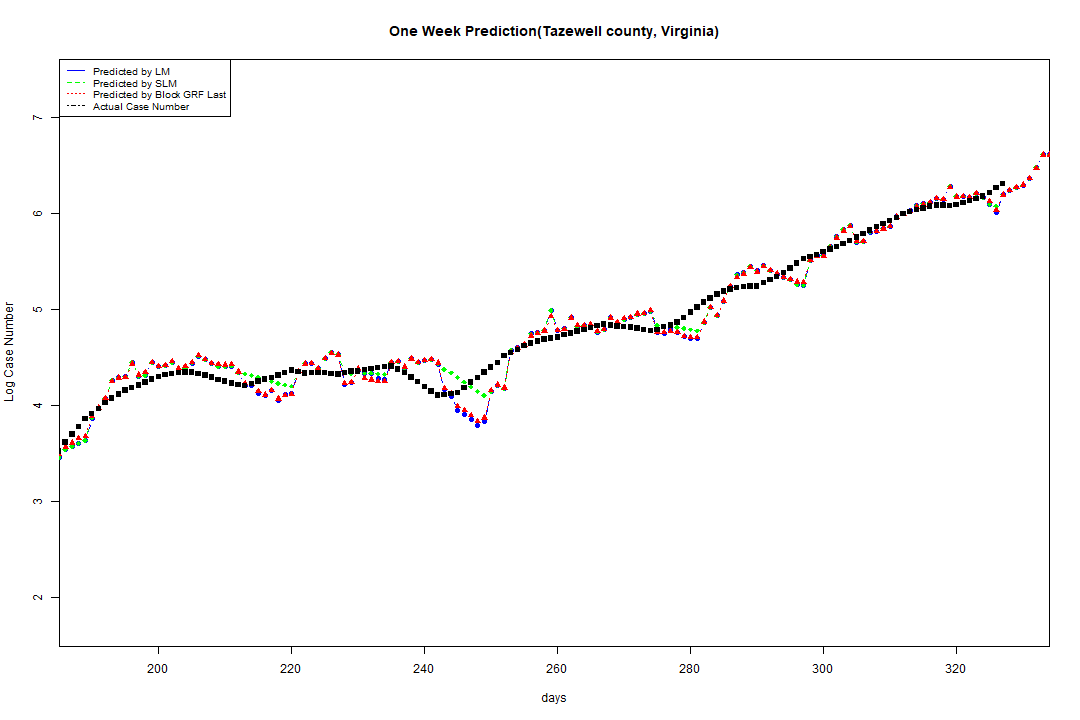 One Week Prediction(Tazewell county, Virginia)
Predicted by LM
Predicted by SLM
Predicted by Block GRF Last
Actual Case Number
7
6
5
4
3
2
Log Case Number
200 220 240 260 280 300 320
days